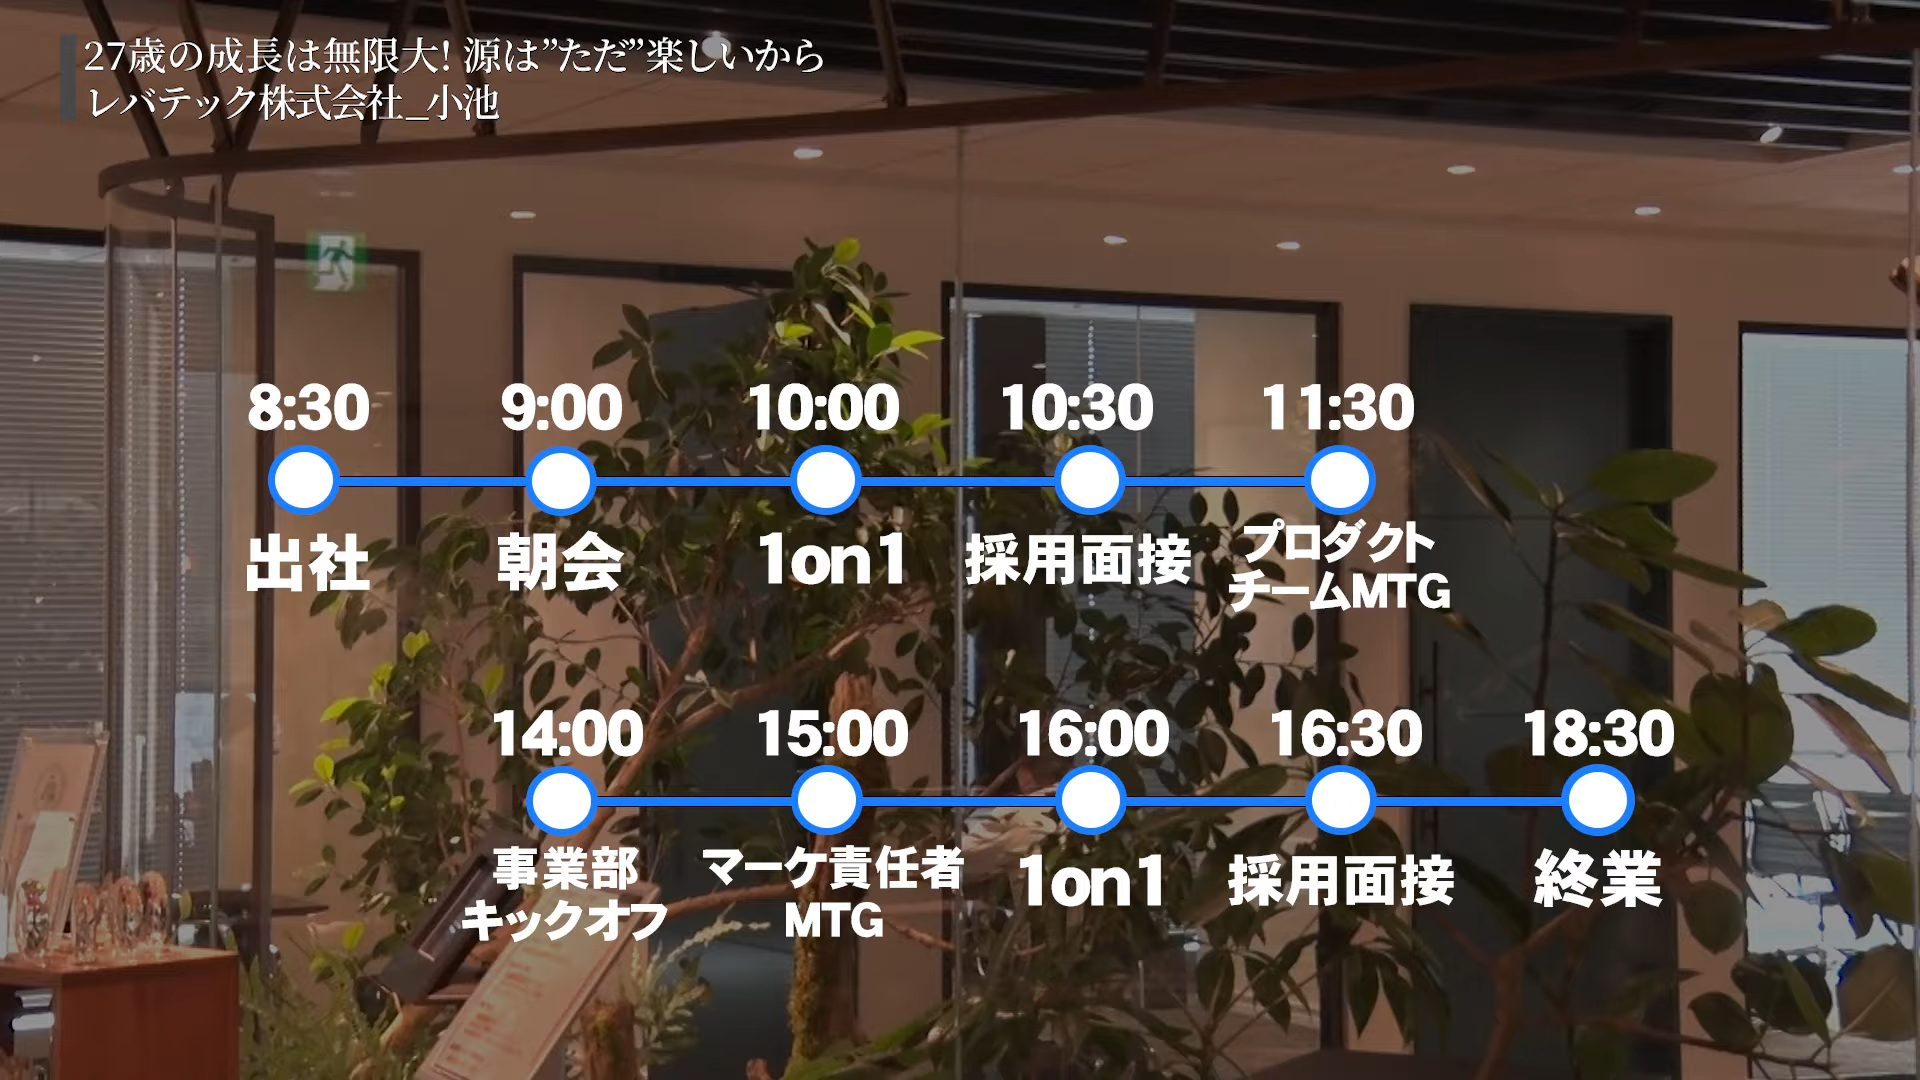 27歳の成長は無限大! 源は”ただ”楽しいから
レバテック株式会社_小池
8:30
9:00
10:00
10:30
11:30
出社
朝会
1on1
採用面接
プロダクト
チームMTG
14:00
15:00
16:00
16:30
18:30
事業部
キックオフ
マーケ責任者
MTG
1on1
採用面接
終業